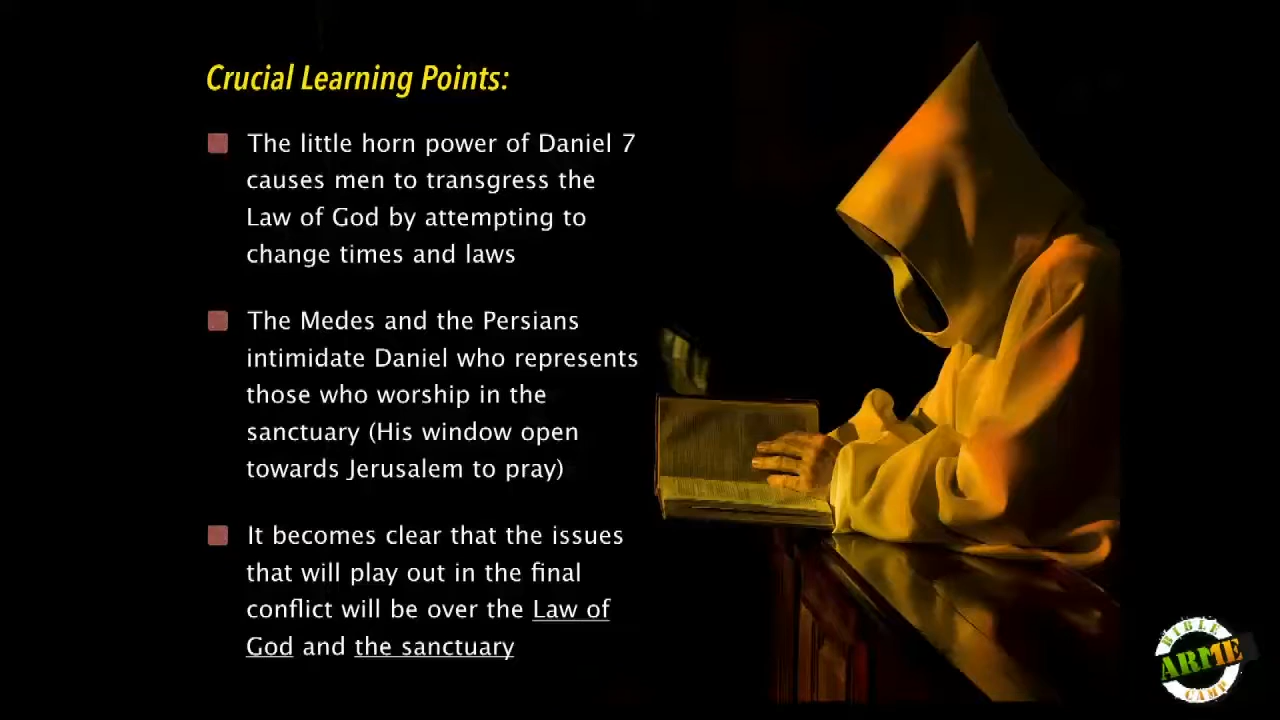 Crucial Learning Points:
The little horn power of Daniel 7
causes men to transgress the
Law of God by attempting to
change times and laws
The Medes and the Persians
intimidate Daniel who represents
those who worship in the
sanctuary (His window open
towards Jerusalem to pray)
It becomes clear that the issues
that will play out in the final
conflict will be over the Law of
God and the sanctuary
BIBLE
ARME
CAMP